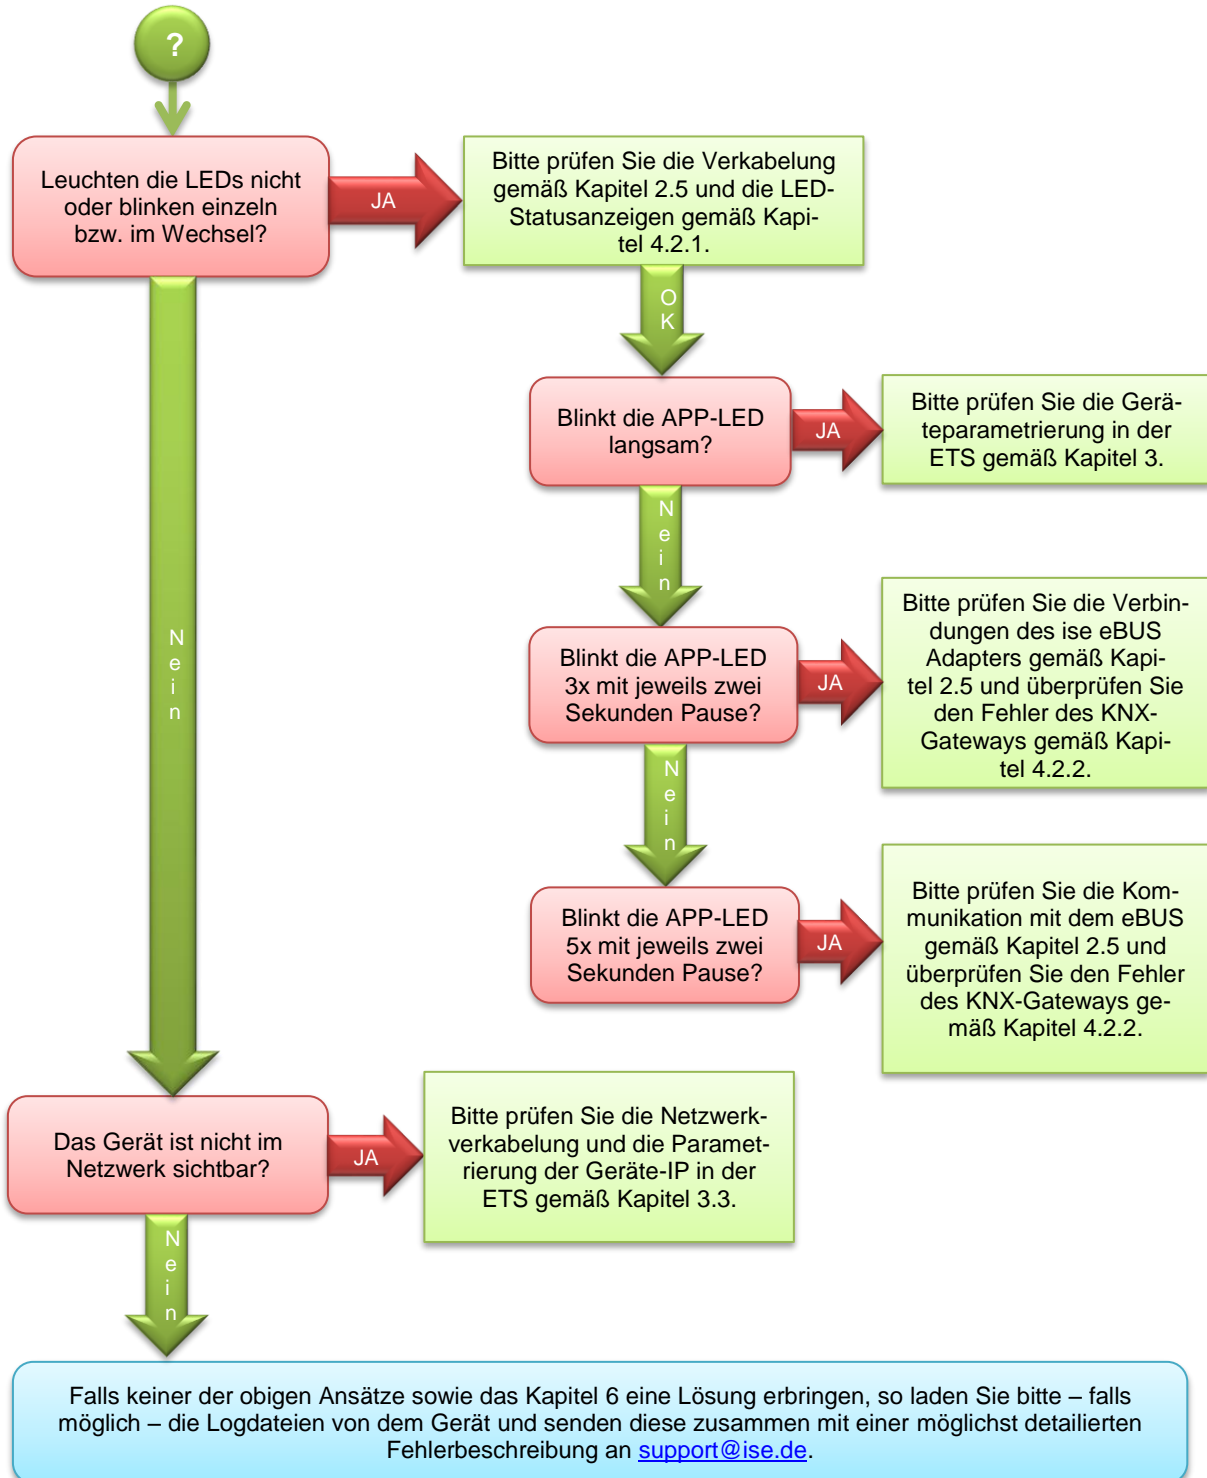 ?
Leuchten die LEDs nicht
oder blinken einzeln
bzw. im Wechsel?
JA
Bitte prüfen Sie die Verkabelung
gemäß Kapitel 2.5 und die LED-
Statusanzeigen gemäß Kapi-
tel 4.2.1.
OK
Blinkt die APP-LED
langsam?
JA
Bitte prüfen Sie die Gerä-
teparametrierung in der
ETS gemäß Kapitel 3.
Nein
Blinkt die APP-LED
3x mit jeweils zwei
Sekunden Pause?
JA
Bitte prüfen Sie die Verbin-
dungen des ise eBUS
Adapters gemäß Kapi-
tel 2.5 und überprüfen Sie
den Fehler des KNX-
Gateways gemäß Kapi-
tel 4.2.2.
Nein
Blinkt die APP-LED
5x mit jeweils zwei
Sekunden Pause?
JA
Bitte prüfen Sie die Kom-
munikation mit dem eBUS
gemäß Kapitel 2.5 und
überprüfen Sie den Fehler
des KNX-Gateways ge-
mäß Kapitel 4.2.2.
Nein
Das Gerät ist nicht im
Netzwerk sichtbar?
JA
Bitte prüfen Sie die Netzwerk-
verkabelung und die Paramet-
rierung der Geräte-IP in der
ETS gemäß Kapitel 3.3.
Nein
Falls keiner der obigen Ansätze sowie das Kapitel 6 eine Lösung erbringen, so laden Sie bitte – falls
möglich – die Logdateien von dem Gerät und senden diese zusammen mit einer möglichst detailierten
Fehlerbeschreibung an support@ise.de.